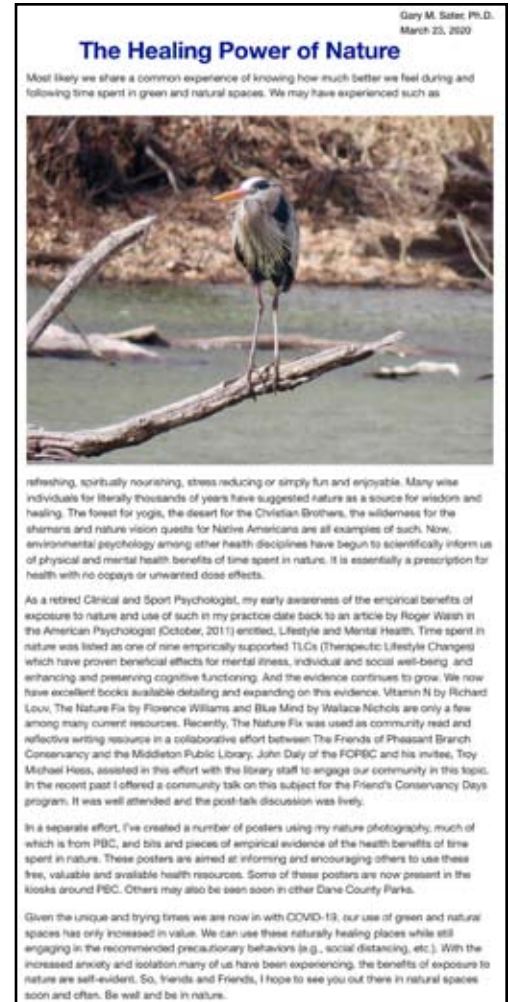 Gary M. Sater, Ph.D.
March 23, 2020
The Healing Power of Nature
Most likely we share a common experience of knowing how much better we feel during and
following time spent in green and natural spaces. We may have experienced such as
refreshing, spiritually nourishing, stress reducing or simply fun and enjoyable. Many wise
individuals for literally thousands of years have suggested nature as a source for wisdom and
healing. The forest for yogis, the desert for the Christian Brothers, the wilderness for the
shamans and nature vision quests for Native Americans are all examples of such. Now,
environmental psychology among other health disciplines have begun to scientifically inform us
of physical and mental health benefits of time spent in nature. It is essentially a prescription for
health with no copays or unwanted dose effects.
As a retired Clinical and Sport Psychologist, my early awareness of the empirical benefits of
exposure to nature and use of such in my practice date back to an article by Roger Walsh in
the American Psychologist (October, 2011) entitled, Lifestyle and Mental Health. Time spent in
nature was listed as one of nine empirically supported TLCs (Therapeutic Lifestyle Changes)
which have proven beneficial effects for mental illness, individual and social well-being and
enhancing and preserving cognitive functioning. And the evidence continues to grow. We now
have excellent books available detailing and expanding on this evidence. Vitamin N by Richard
Louv, The Nature Fix by Florence Williams and Blue Mind by Wallace Nichols are only a few
among many current resources. Recently, The Nature Fix was used as community read and
reflective writing resource in a collaborative effort between The Friends of Pheasant Branch
Conservancy and the Middleton Public Library. John Daly of the FOPBC and his invitee, Troy
Michael Hess, assisted in this effort with the library staff to engage our community in this topic.
In the recent past I offered a community talk on this subject for the Friend's Conservancy Days
program. It was well attended and the post-talk discussion was lively.
In a separate effort, I've created a number of posters using my nature photography, much of
which is from PBC, and bits and pieces of empirical evidence of the health benefits of time
spent in nature. These posters are aimed at informing and encouraging others to use these
free, valuable and available health resources. Some of these posters are now present in the
kiosks around PBC. Others may also be seen soon in other Dane County Parks.
Given the unique and trying times we are now in with COVID-19, our use of green and natural
spaces has only increased in value. We can use these naturally healing places while still
engaging in the recommended precautionary behaviors (e.g., social distancing, etc.). With the
increased anxiety and isolation many of us have been experiencing, the benefits of exposure to
nature are self-evident. So, friends and Friends, I hope to see you out there in natural spaces
soon and often. Be well and be in nature.